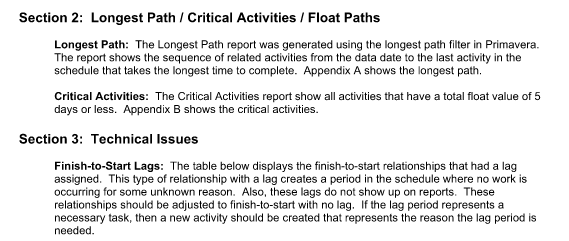 Section 2:  Longest Path / Critical Activities / Float Paths
Longest Path:  The Longest Path report was generated using the longest path filter in Primavera.
The report shows the sequence of related activities from the data date to the last activity in the
schedule that takes the longest time to complete.  Appendix A shows the longest path.
Critical Activities:  The Critical Activities report show all activities that have a total float value of 5
days or less.  Appendix B shows the critical activities.
Section 3:  Technical Issues
Finish-to-Start Lags:  The table below displays the finish-to-start relationships that had a lag
assigned.  This type of relationship with a lag creates a period in the schedule where no work is
occurring for some unknown reason.  Also, these lags do not show up on reports.  These
relationships should be adjusted to finish-to-start with no lag.  If the lag period represents a
necessary task, then a new activity should be created that represents the reason the lag period is
needed.